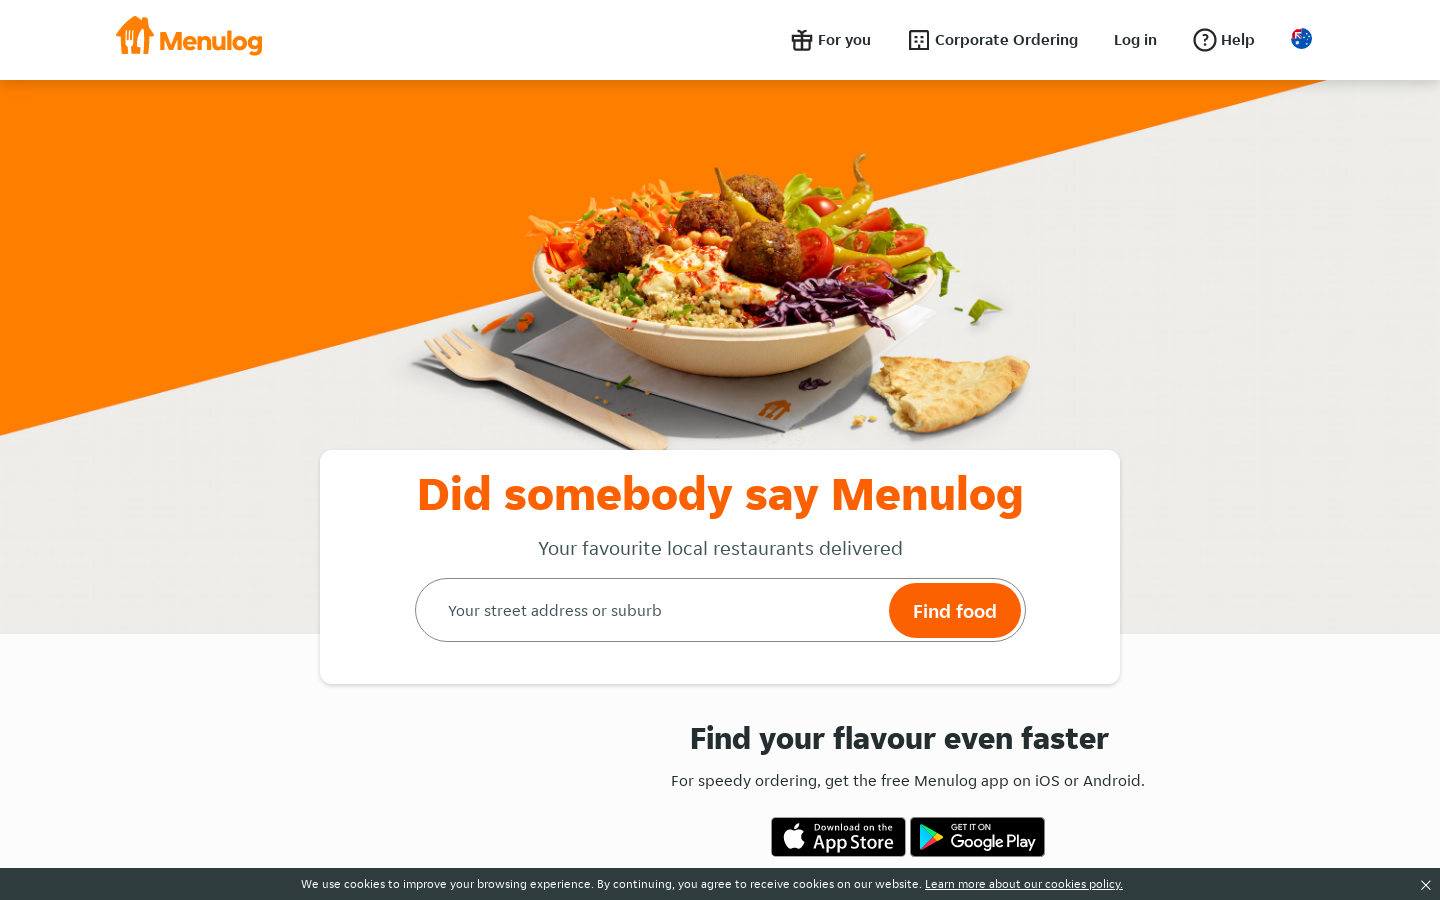 Menulog
For you
Corporate Ordering
Log in
Help
Did somebody say Menulog
Your favourite local restaurants delivered
Your street address or suburb
Find food
Find your flavour even faster
For speedy ordering, get the free Menulog app on iOS or Android.
Download on the
App Store
GET IT ON
Google Play
We use cookies to improve your browsing experience. By continuing, you agree to receive cookies on our website. Learn more about our cookies policy.